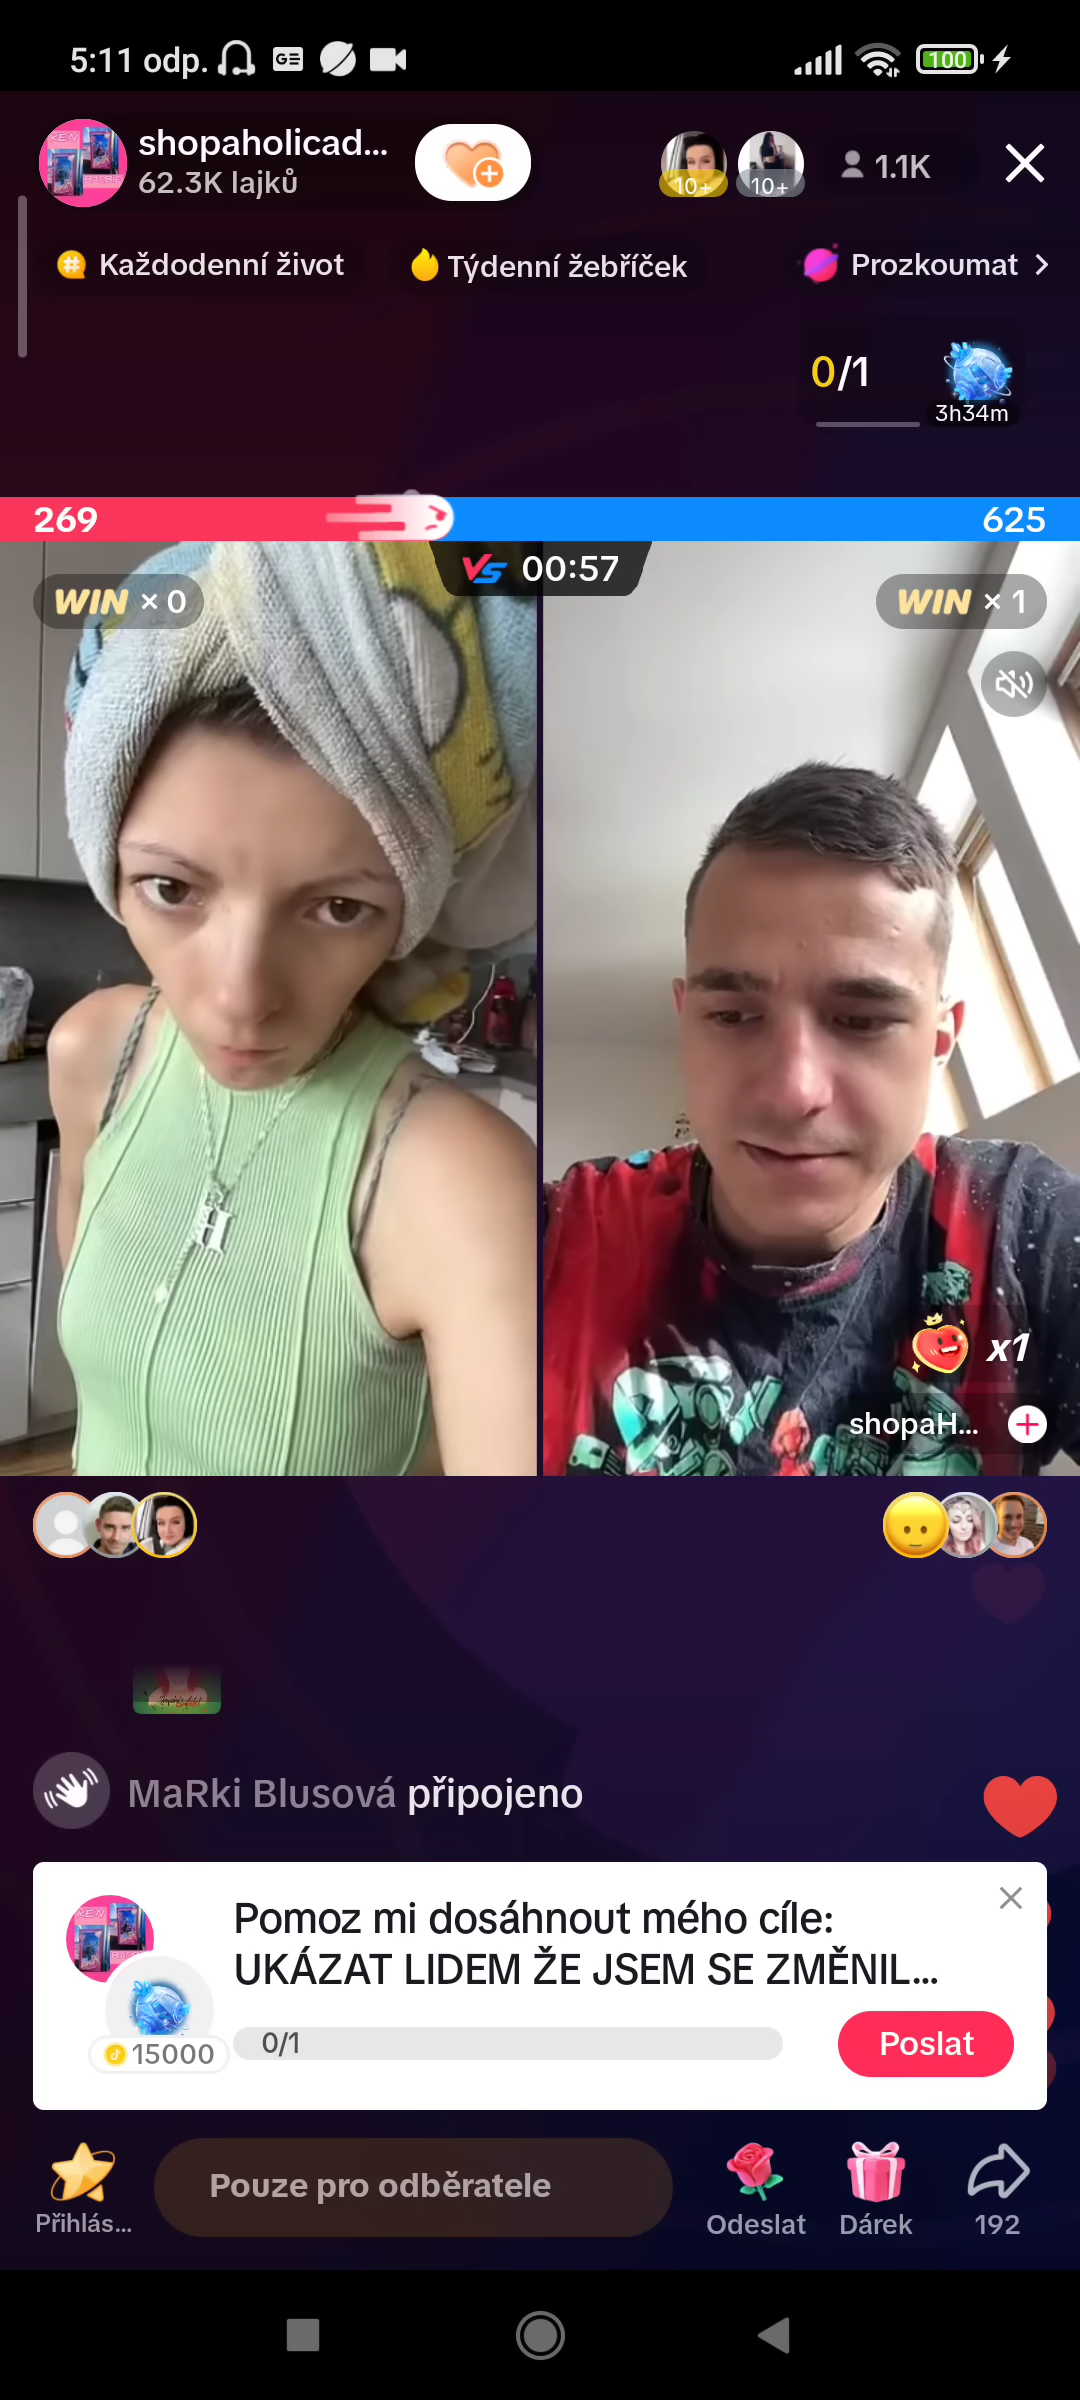 5:11 odp.
100
shopaholicad...
62.3K lajků
10+
10+
1.1K
Každodenní život
Týdenní žebříček
Prozkoumat
0/1
3h34m
269
625
VS 00:57
WIN × 0
WIN × 1
H
x1
shopaH...
MaRki Blusová připojeno
KEN
Pomoz mi dosáhnout mého cíle:
UKÁZAT LIDEM ŽE JSEM SE ZMĚNIL...
15000
0/1
Poslat
Přihlás...
Pouze pro odběratele
Odeslat
Dárek
192